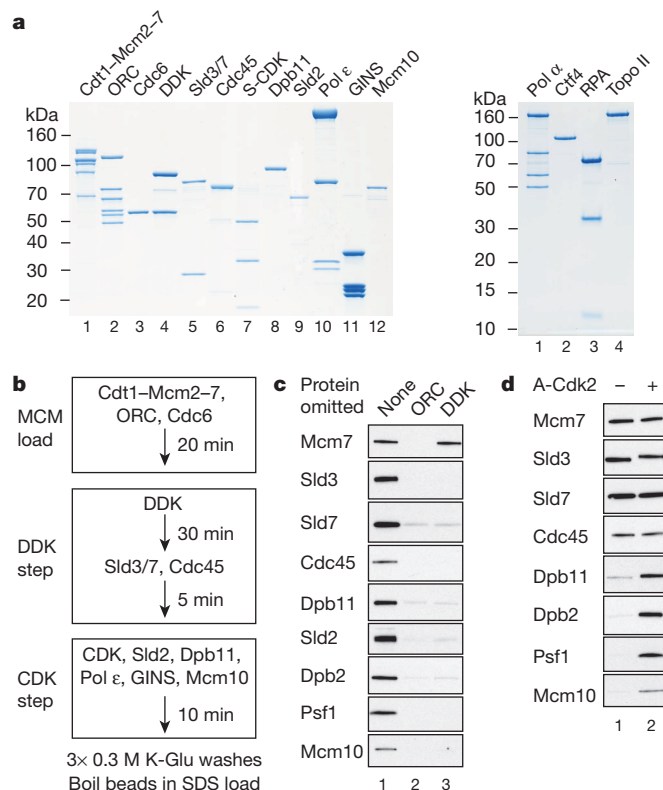 a
Cdt1–Mcm2–7
ORC
Cdc6
DDK
Sld3/7
Cdc45
S-CDK
Dpb11
Sld2
Pol ε
GINS
Mcm10
kDa
160
100
70
50
40
30
20
1 2 3 4 5 6 7 8 9 10 11 12
Pol α
Ctf4
RPA
Topo II
kDa
160
100
70
50
30
20
15
10
1 2 3 4
b
MCM
load
Cdt1–Mcm2–7,
ORC, Cdc6
20 min
DDK
step
DDK
30 min
Sld3/7, Cdc45
5 min
CDK
step
CDK, Sld2, Dpb11,
Pol ε, GINS, Mcm10
10 min
3× 0.3 M K-Glu washes
Boil beads in SDS load
c
Protein
omitted
None
ORC
DDK
Mcm7
Sld3
Sld7
Cdc45
Dpb11
Sld2
Dpb2
Psf1
Mcm10
1 2 3
d
A-Cdk2 – +
Mcm7
Sld3
Sld7
Cdc45
Dpb11
Dpb2
Psf1
Mcm10
1 2